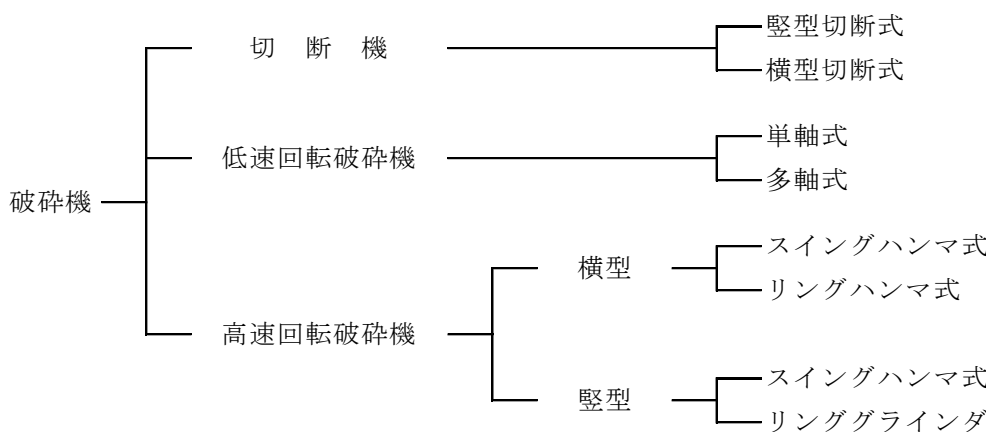 破砕機
切断機
竪型切断式
横型切断式
低速回転破砕機
単軸式
多軸式
高速回転破砕機
横型
スイングハンマ式
リングハンマ式
竪型
スイングハンマ式
リンググラインダ